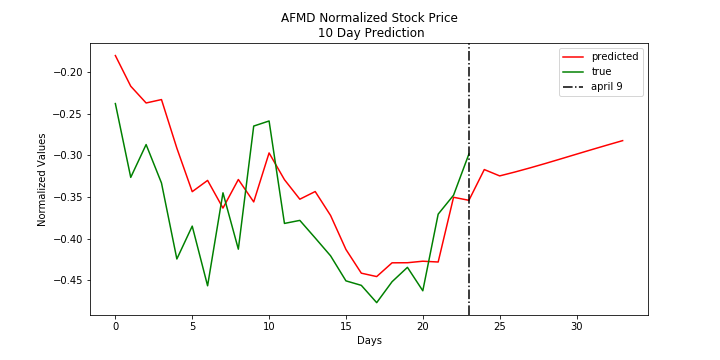 AFMD Normalized Stock Price
10 Day Prediction
predicted
true
april 9
Normalized Values
−0.20
−0.25
−0.30
−0.35
−0.40
−0.45
0
5
10
15
20
25
30
Days